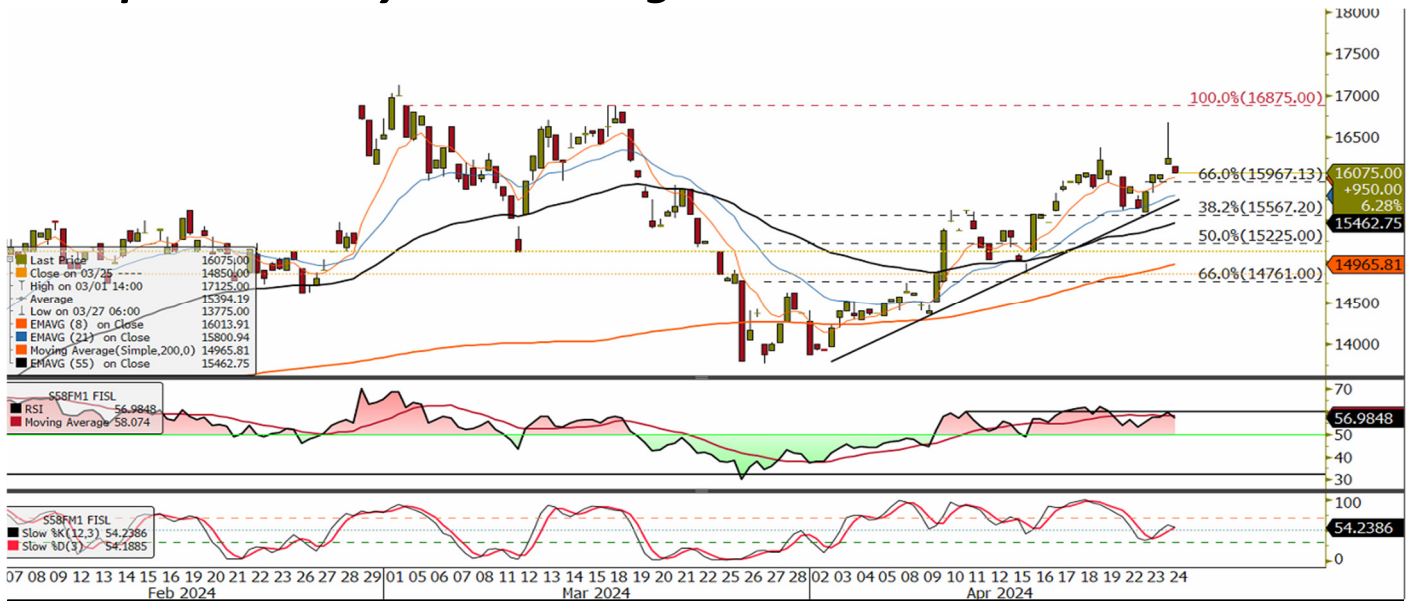 18000
17500
17000
16500
14500
14000
100.0%(16875.00)
66.0%(15967.13)
38.2%(15567.20)
50.0%(15225.00)
66.0%(14761.00)
16075.00
+950.00
6.28%
15462.75
14965.81
Last Price 16075.00
Close on 03/25 ---- 14850.00
High on 03/01 14:00 17125.00
Average 15394.19
Low on 03/27 06:00 13775.00
EMAVG (8) on Close 16013.91
EMAVG (21) on Close 15800.94
Moving Average(Simple,200,0) 14965.81
EMAVG (55) on Close 15462.75
S58FM1 FISL
RSI 56.9848
Moving Average 58.074
70
56.9848
50
40
30
S58FM1 FISL
Slow %K(12,3) 54.2386
Slow %D(3) 54.1885
100
54.2386
0
07 08 09 12 13 14 15 16 19 20 21 22 23 26 27 28 29 01 05 06 07 08 11 12 13 14 15 18 19 20 21 22 25 26 27 28 02 03 04 05 08 09 10 11 12 15 16 17 18 19 22 23 24
Feb 2024 Mar 2024 Apr 2024